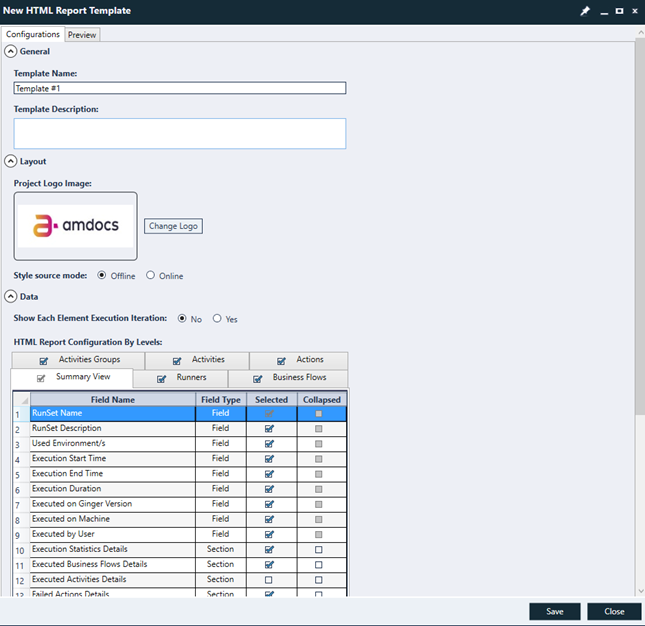 New HTML Report Template
Configurations Preview
General
Template Name:
Template #1
Template Description:
Layout
Project Logo Image:
amdocs
Change Logo
Style source mode: Offline Online
Data
Show Each Element Execution Iteration: No Yes
HTML Report Configuration By Levels:
Activities Groups Activities Actions
Summary View Runners Business Flows
Field Name Field Type Selected Collapsed
1 RunSet Name Field
2 RunSet Description Field
3 Used Environment/s Field
4 Execution Start Time Field
5 Execution End Time Field
6 Execution Duration Field
7 Executed on Ginger Version Field
8 Executed on Machine Field
9 Executed by User Field
10 Execution Statistics Details Section
11 Executed Business Flows Details Section
12 Executed Activities Details Section
13 Failed Actions Details Section
Save Close